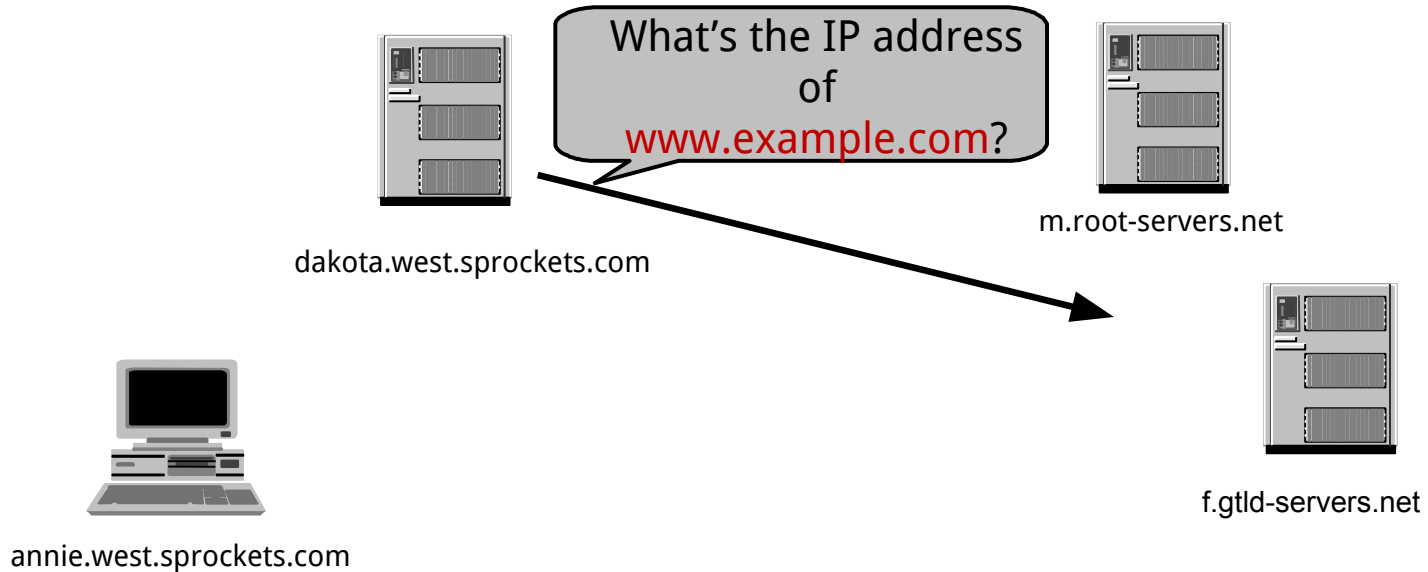 What’s the IP address
of
www.example.com?
m.root-servers.net
dakota.west.sprockets.com
f.gtld-servers.net
annie.west.sprockets.com